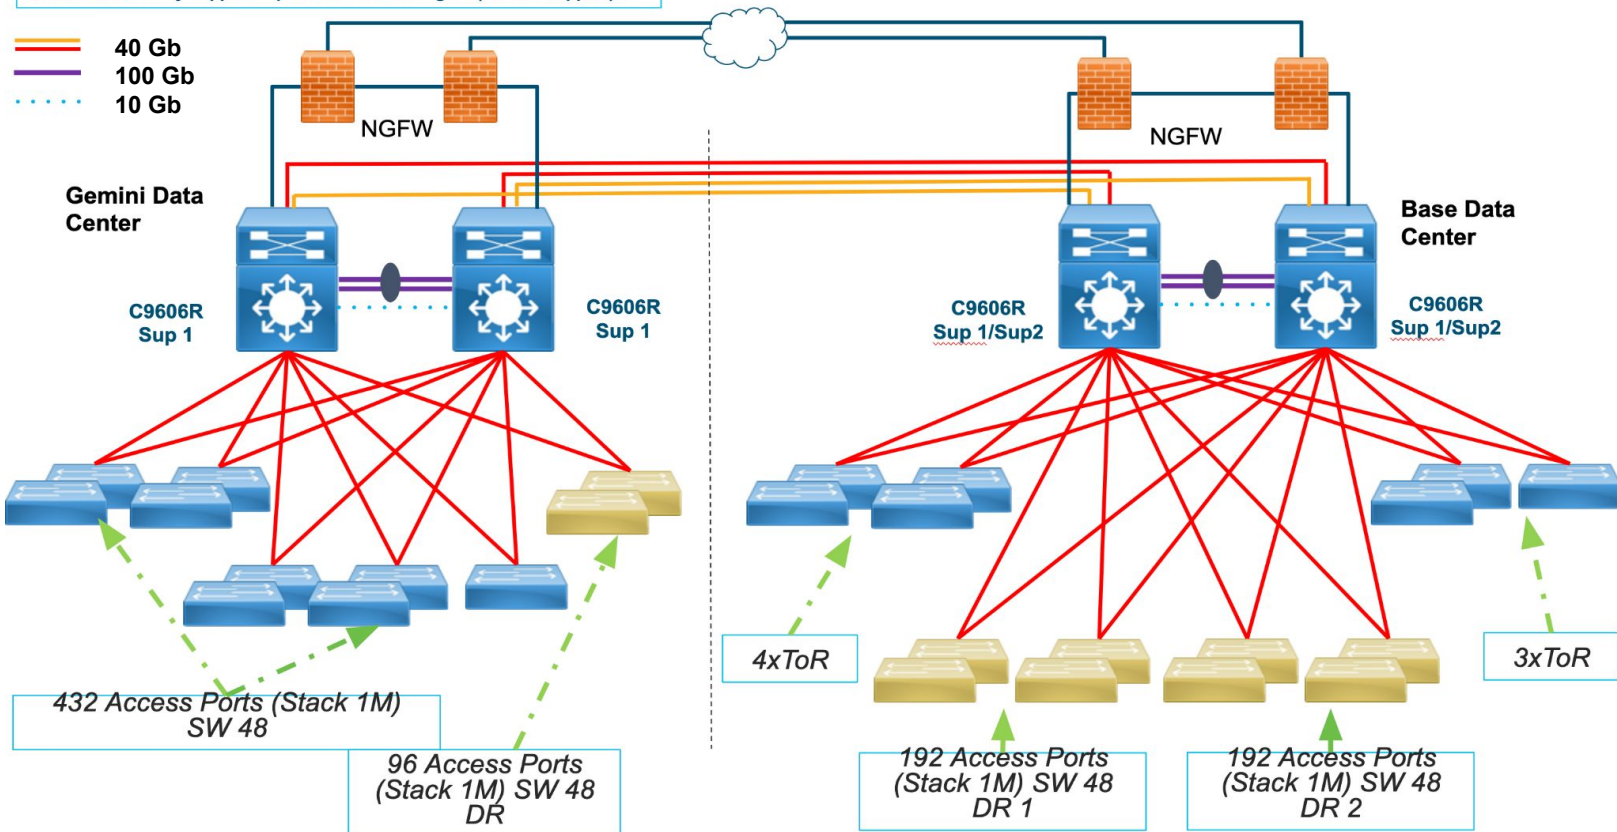 40 Gb
100 Gb
10 Gb
NGFW
NGFW
Gemini Data
Center
Base Data
Center
C9606R
Sup 1
C9606R
Sup 1
C9606R
Sup 1/Sup2
C9606R
Sup 1/Sup2
4xToR
3xToR
432 Access Ports (Stack 1M)
SW 48
96 Access Ports
(Stack 1M) SW 48
DR
192 Access Ports
(Stack 1M) SW 48
DR 1
192 Access Ports
(Stack 1M) SW 48
DR 2